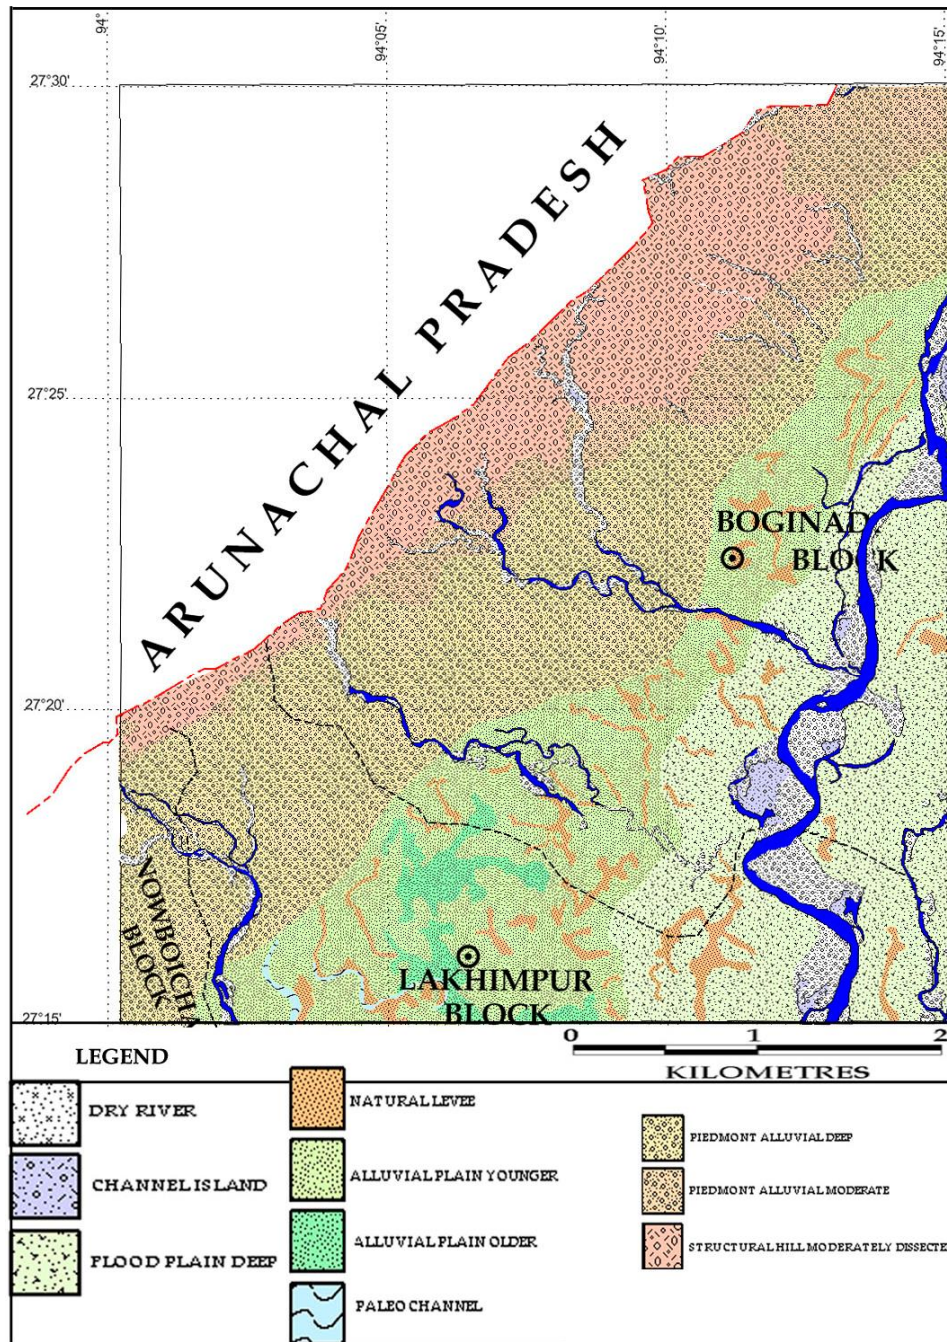 94°
94°05'
94°10'
94°15'
27°30'
27°25'
27°20'
27°15'
ARUNACHAL PRADESH
BOGINAD
BLOCK
NOWBOICHA
BLOCK
LAKHIMPUR
BLOCK
0 1 2
KILOMETRES
LEGEND
DRY RIVER
CHANNEL ISLAND
FLOOD PLAIN DEEP
NATURAL LEVEE
ALLUVIAL PLAIN YOUNGER
ALLUVIAL PLAIN OLDER
PALEO CHANNEL
PIEDMONT ALLUVIAL DEEP
PIEDMONT ALLUVIAL MODERATE
STRUCTURAL HILL MODERATELY DISSECTE